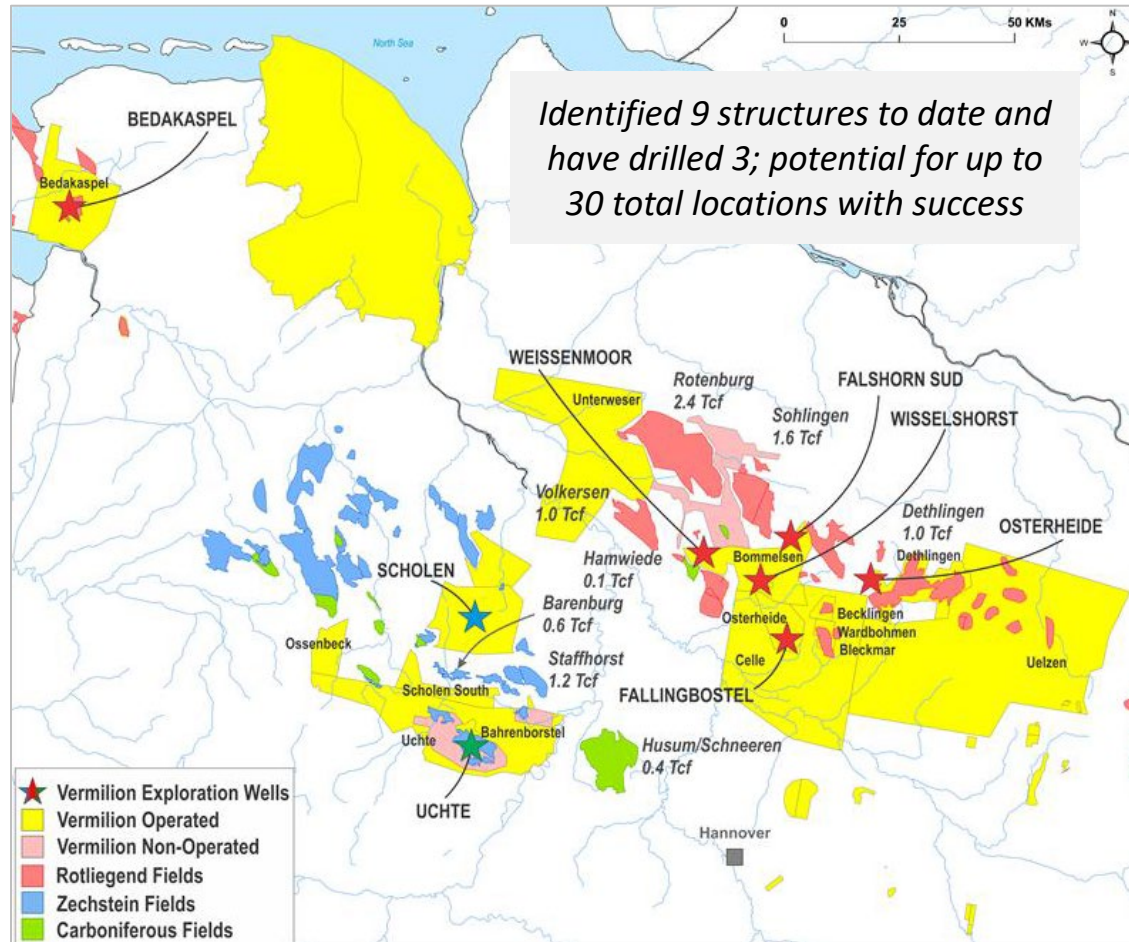 0 25 50 KMs
N
W
S
North Sea
Identified 9 structures to date and
have drilled 3; potential for up to
30 total locations with success
BEDAKASPEL
Bedakaspel
WEISSENMOOR
Rotenburg
2.4 Tcf
FALSHORN SUD
Unterweser
Sohlingen
1.6 Tcf
WISSELSHORST
Volkersen
1.0 Tcf
Dethlingen
1.0 Tcf
OSTERHEIDE
Hamwiede
0.1 Tcf
Bommelsen
Dethlingen
SCHOLEN
Barenburg
0.6 Tcf
Osterheide
Becklingen
Wardbohmen
Bleckmar
Ossenbeck
Staffhorst
1.2 Tcf
Celle
Uelzen
Scholen South
FALLINGBOSTEL
Uchte
Bahrenborstel
Husum/Schneeren
0.4 Tcf
UCHTE
Hannover
Vermilion Exploration Wells
Vermilion Operated
Vermilion Non-Operated
Rotliegend Fields
Zechstein Fields
Carboniferous Fields